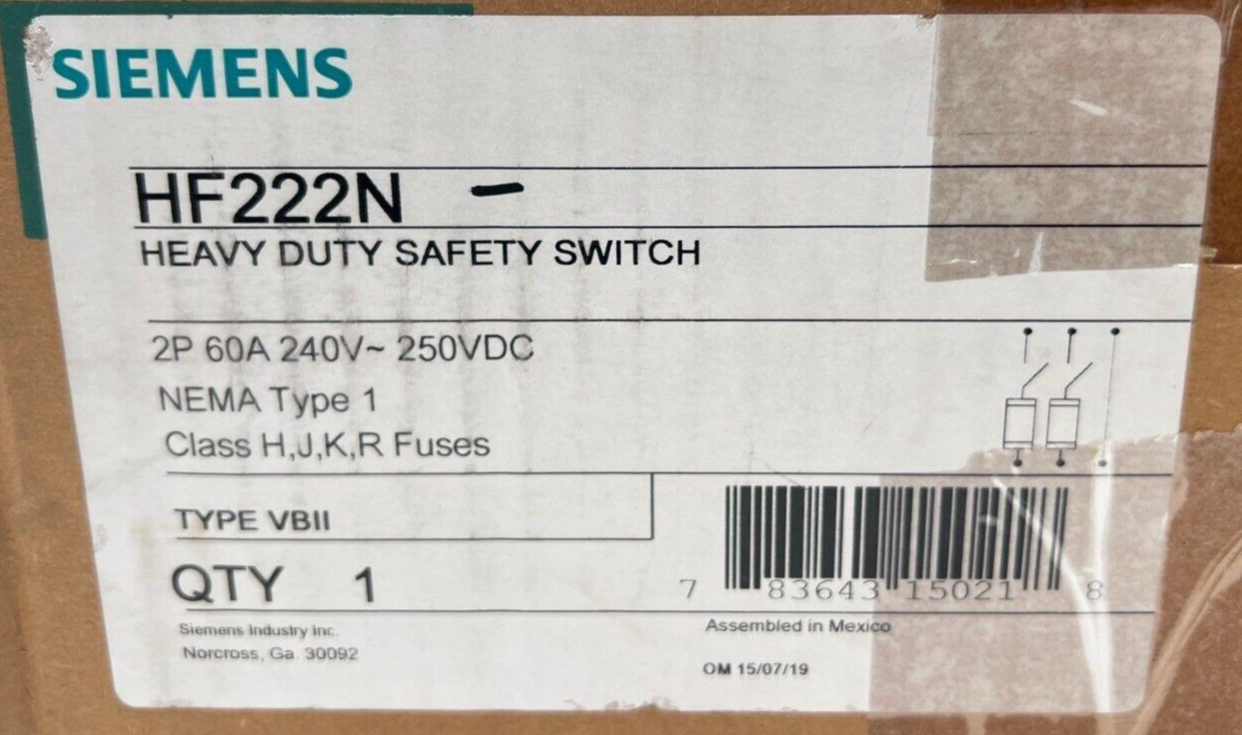 SIEMENS
HF222N -
HEAVY DUTY SAFETY SWITCH
2P 60A 240V~ 250VDC
NEMA Type 1
Class H,J,K,R Fuses
TYPE VBII
QTY 1
7 83643 15021 8
Siemens Industry Inc.
Norcross, Ga. 30092
Assembled in Mexico
OM 15/07/19